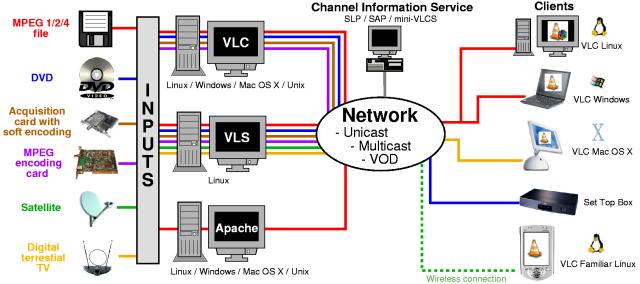 MPEG 1/2/4
file
DVD
DVD
VIDEO
Acquisition
card with
soft encoding
MPEG
encoding
card
Satellite
Digital
terrestial
TV
INPUTS
VLC
Linux / Windows / Mac OS X / Unix
VLS
Linux
Apache
Linux / Windows / Mac OS X / Unix
Channel Information Service
SLP / SAP / mini-VLCS
Network
- Unicast
- Multicast
- VOD
Wireless connection
Clients
VLC Linux
VLC Windows
X
VLC Mac OS X
Set Top Box
VLC Familiar Linux